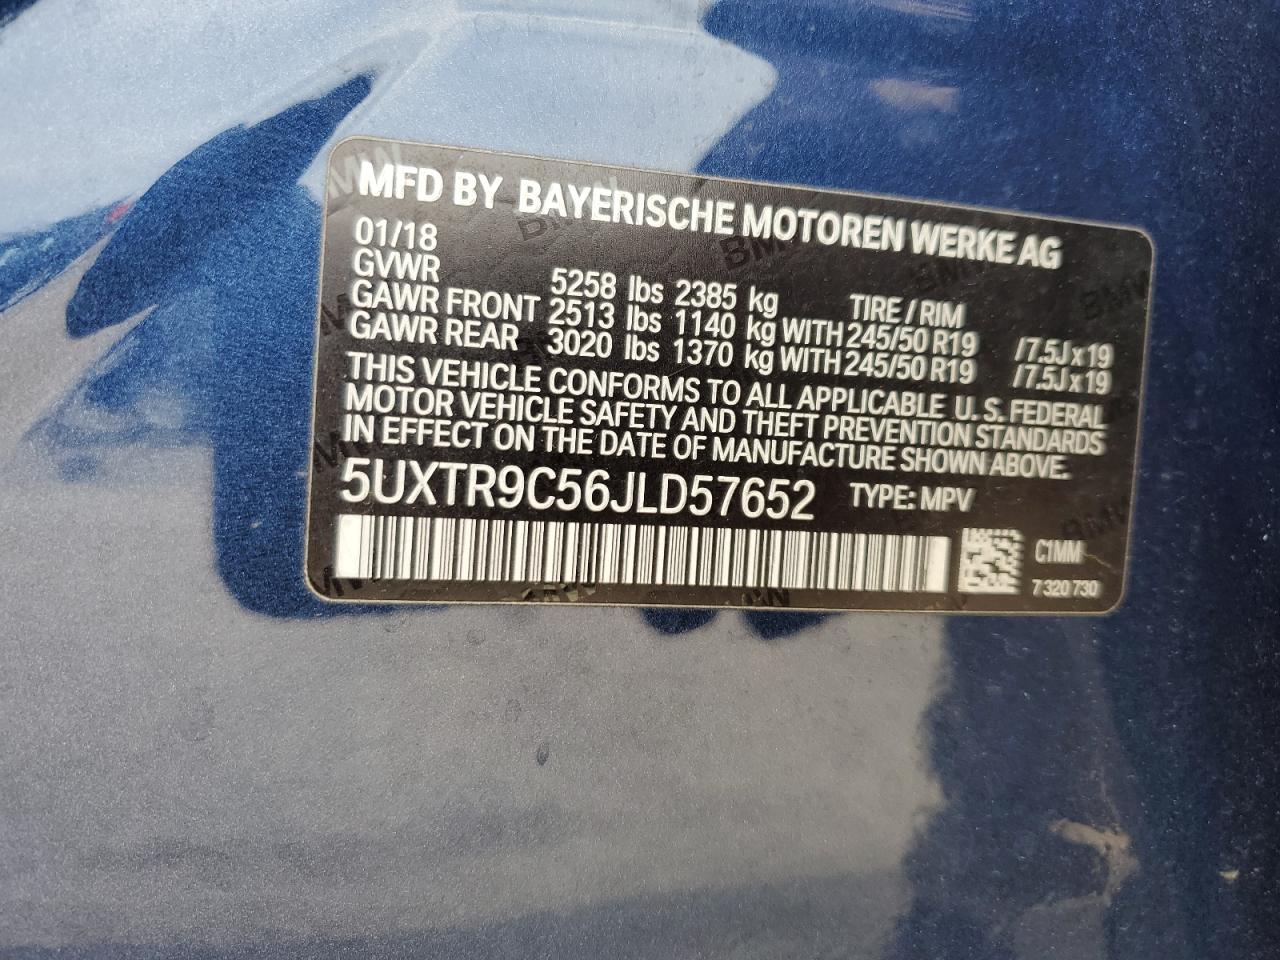 MFD BY BAYERISCHE MOTOREN WERKE AG
01/18
GVWR 5258 lbs 2385 kg TIRE / RIM
GAWR FRONT 2513 lbs 1140 kg WITH 245/50 R19 /7.5J x 19
GAWR REAR 3020 lbs 1370 kg WITH 245/50 R19 /7.5J x 19
THIS VEHICLE CONFORMS TO ALL APPLICABLE U. S. FEDERAL
MOTOR VEHICLE SAFETY AND THEFT PREVENTION STANDARDS
IN EFFECT ON THE DATE OF MANUFACTURE SHOWN ABOVE.
5UXTR9C56JLD57652 TYPE: MPV
C1MM
7 320 730